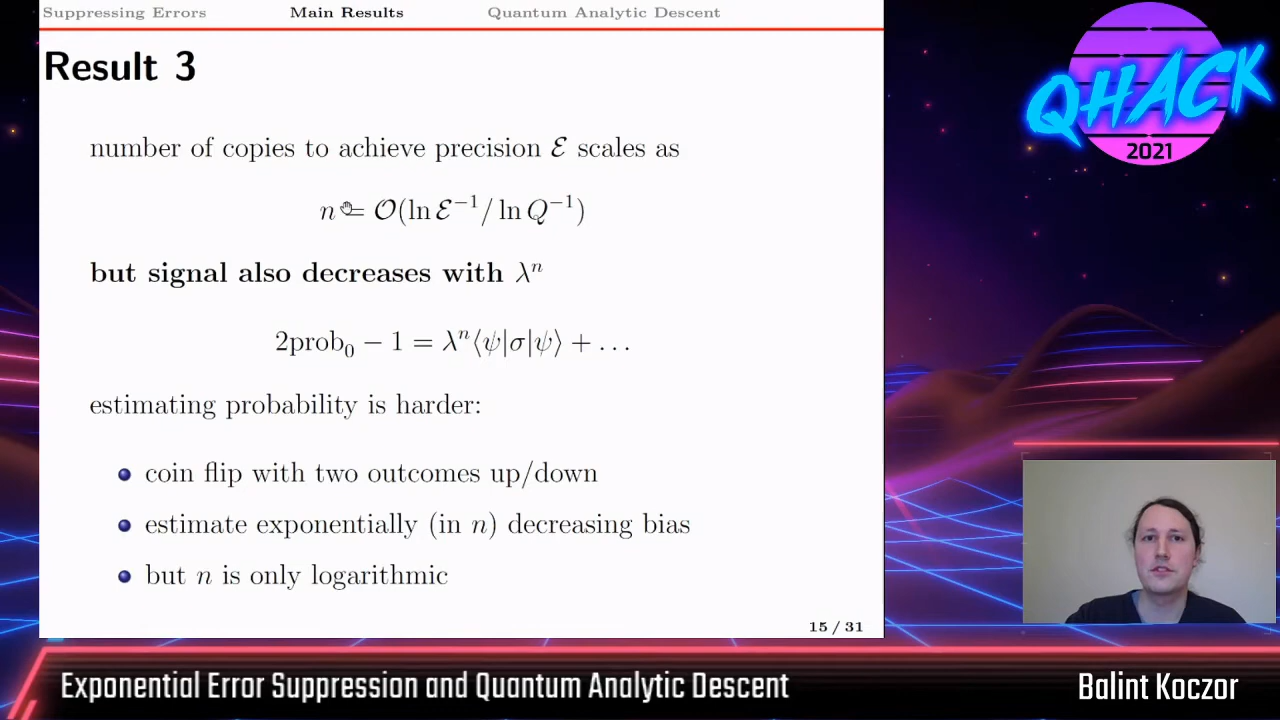 Suppressing Errors Main Results Quantum Analytic Descent
Result 3
number of copies to achieve precision ℰ scales as
n = 𝒪(ln ℰ⁻¹/ ln Q⁻¹)
but signal also decreases with λⁿ
2prob₀ − 1 = λⁿ⟨ψ|σ|ψ⟩ + . . .
estimating probability is harder:
coin flip with two outcomes up/down
estimate exponentially (in n) decreasing bias
but n is only logarithmic
15 / 31
QHACK
2021
Exponential Error Suppression and Quantum Analytic Descent
Balint Koczor